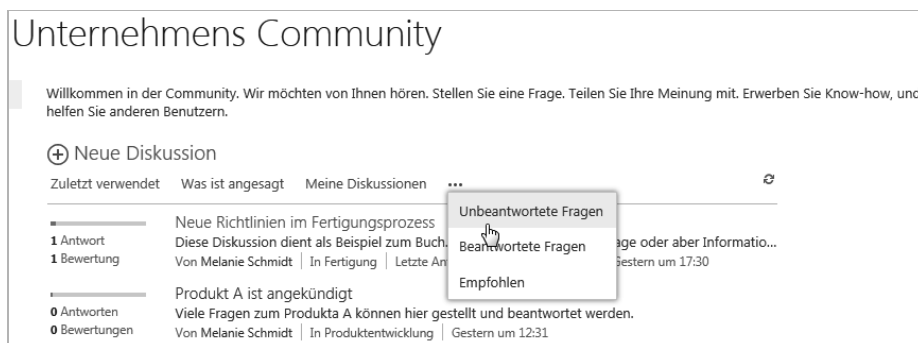 Unternehmens Community
Willkommen in der Community. Wir möchten von Ihnen hören. Stellen Sie eine Frage. Teilen Sie Ihre Meinung mit. Erwerben Sie Know-how, und
helfen Sie anderen Benutzern.
Neue Diskussion
Zuletzt verwendet Was ist angesagt Meine Diskussionen ...
Unbeantwortete Fragen
Beantwortete Fragen
Empfohlen
Neue Richtlinien im Fertigungsprozess
1 Antwort Diese Diskussion dient als Beispiel zum Buch. age oder aber Informatio...
1 Bewertung Von Melanie Schmidt | In Fertigung | Letzte An Gestern um 17:30
Produkt A ist angekündigt
0 Antworten Viele Fragen zum Produkta A können hier gestellt und beantwortet werden.
0 Bewertungen Von Melanie Schmidt | In Produktentwicklung | Gestern um 12:31